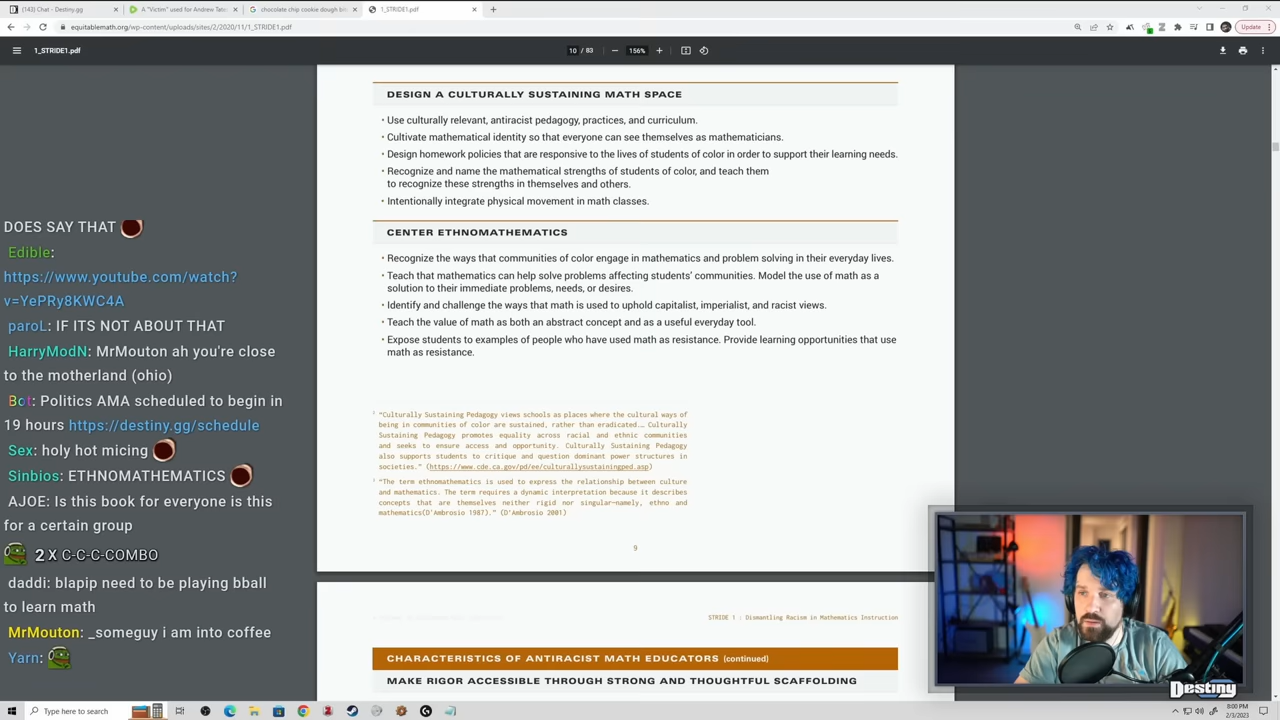 (143) Chat - Destiny.gg
A "Victim" used for Andrew Tate
chocolate chip cookie dough bit
1_STRIDE1.pdf
equitablemath.org/wp-content/uploads/sites/2/2020/11/1_STRIDE1.pdf
Update
1_STRIDE1.pdf
10 / 83
156%
DESIGN A CULTURALLY SUSTAINING MATH SPACE
• Use culturally relevant, antiracist pedagogy, practices, and curriculum.
• Cultivate mathematical identity so that everyone can see themselves as mathematicians.
• Design homework policies that are responsive to the lives of students of color in order to support their learning needs.
• Recognize and name the mathematical strengths of students of color, and teach them
to recognize these strengths in themselves and others.
• Intentionally integrate physical movement in math classes.
CENTER ETHNOMATHEMATICS
• Recognize the ways that communities of color engage in mathematics and problem solving in their everyday lives.
• Teach that mathematics can help solve problems affecting students' communities. Model the use of math as a
solution to their immediate problems, needs, or desires.
• Identify and challenge the ways that math is used to uphold capitalist, imperialist, and racist views.
• Teach the value of math as both an abstract concept and as a useful everyday tool.
• Expose students to examples of people who have used math as resistance. Provide learning opportunities that use
math as resistance.
"Culturally Sustaining Pedagogy views schools as places where the cultural ways of
being in communities of color are sustained, rather than eradicated.… Culturally
Sustaining Pedagogy promotes equality across racial and ethnic communities
and seeks to ensure access and opportunity. Culturally Sustaining Pedagogy
also supports students to critique and question dominant power structures in
societies." (https://www.cde.ca.gov/pd/ee/culturallysustainingped.asp)
"The term ethnomathematics is used to express the relationship between culture
and mathematics. The term requires a dynamic interpretation because it describes
concepts that are themselves neither rigid nor singular—namely, ethno and
mathematics(D'Ambrosio 1987)." (D'Ambrosio 2001)
9
STRIDE 1 : Dismantling Racism in Mathematics Instruction
CHARACTERISTICS OF ANTIRACIST MATH EDUCATORS (continued)
MAKE RIGOR ACCESSIBLE THROUGH STRONG AND THOUGHTFUL SCAFFOLDING
DOES SAY THAT
Edible:
https://www.youtube.com/watch?
v=YePRy8KWC4A
paroL: IF ITS NOT ABOUT THAT
HarryModN: MrMouton ah you're close
to the motherland (ohio)
Bot: Politics AMA scheduled to begin in
19 hours https://destiny.gg/schedule
Sex: holy hot micing
Sinbios: ETHNOMATHEMATICS
AJOE: Is this book for everyone is this
for a certain group
2 X C-C-C-COMBO
daddi: blapip need to be playing bball
to learn math
MrMouton: _someguy i am into coffee
Yarn:
Destiny
Type here to search
8:00 PM
2/3/2023